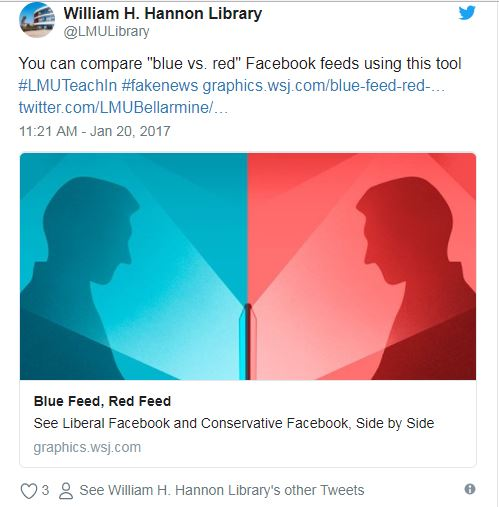 William H. Hannon Library
@LMULibrary
You can compare "blue vs. red" Facebook feeds using this tool
#LMUTeachIn #fakenews graphics.wsj.com/blue-feed-red-…
twitter.com/LMUBellarmine/…
11:21 AM - Jan 20, 2017
Blue Feed, Red Feed
See Liberal Facebook and Conservative Facebook, Side by Side
graphics.wsj.com
3 See William H. Hannon Library's other Tweets